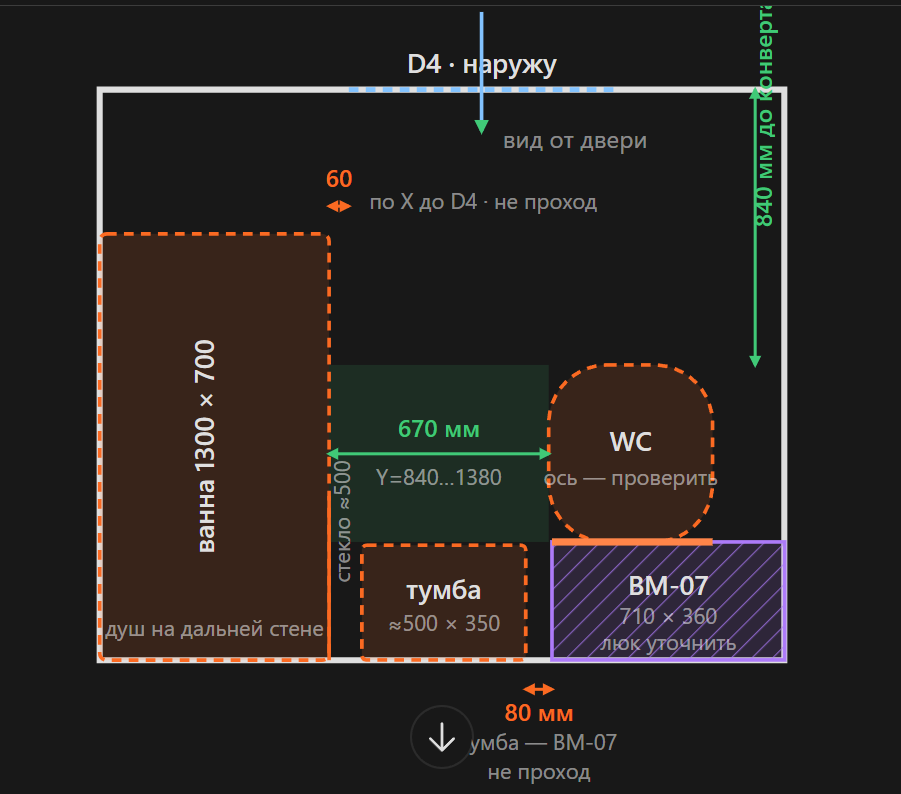 D4 · наружу
840 мм до конверта
вид от двери
60
по X до D4 · не проход
ванна 1300 × 700
670 мм
Y=840…1380
стекло ≈500
WC
ось — проверить
тумба
≈500 × 350
ВМ-07
710 × 360
люк уточнить
душ на дальней стене
80 мм
умба — ВМ-07
не проход